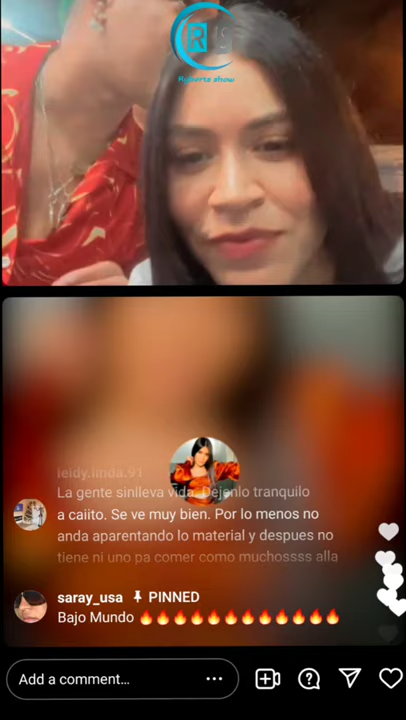 RS
Roberta show
leidy.linda.91
La gente sinlleva vida. Dejenlo tranquilo
a caiito. Se ve muy bien. Por lo menos no
anda aparentando lo material y despues no
tiene ni uno pa comer como muchossss alla
saray_usa 📌 PINNED
Bajo Mundo 🔥🔥🔥🔥🔥🔥🔥🔥🔥🔥🔥🔥
Add a comment… •••